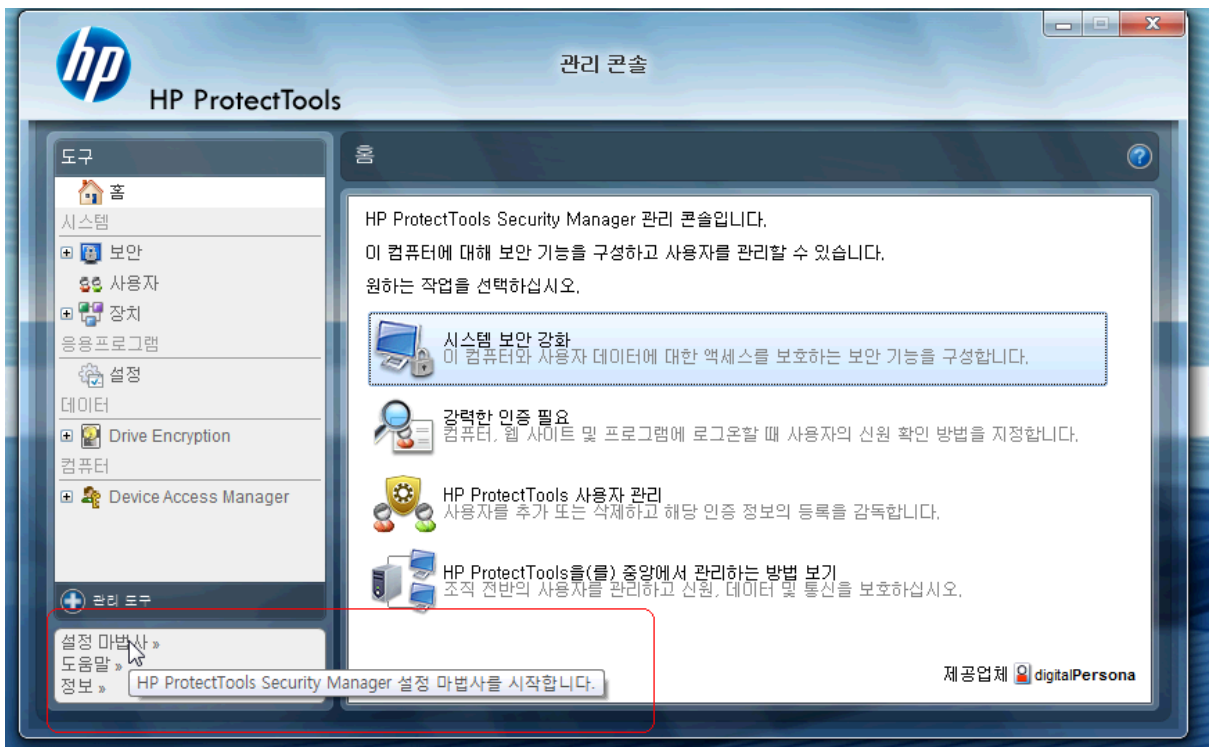 hp
관리 콘솔
HP ProtectTools
도구
홈
시스템
보안
사용자
장치
응용프로그램
설정
데이터
Drive Encryption
컴퓨터
Device Access Manager
관리 도구
설정 마법사 »
도움말 »
정보 »
HP ProtectTools Security Manager 설정 마법사를 시작합니다.
홈
HP ProtectTools Security Manager 관리 콘솔입니다.
이 컴퓨터에 대해 보안 기능을 구성하고 사용자를 관리할 수 있습니다.
원하는 작업을 선택하십시오.
시스템 보안 강화
이 컴퓨터와 사용자 데이터에 대한 액세스를 보호하는 보안 기능을 구성합니다.
강력한 인증 필요
컴퓨터, 웹 사이트 및 프로그램에 로그온할 때 사용자의 신원 확인 방법을 지정합니다.
HP ProtectTools 사용자 관리
사용자를 추가 또는 삭제하고 해당 인증 정보의 등록을 감독합니다.
HP ProtectTools을(를) 중앙에서 관리하는 방법 보기
조직 전반의 사용자를 관리하고 신원, 데이터 및 통신을 보호하십시오.
제공업체 digitalPersona